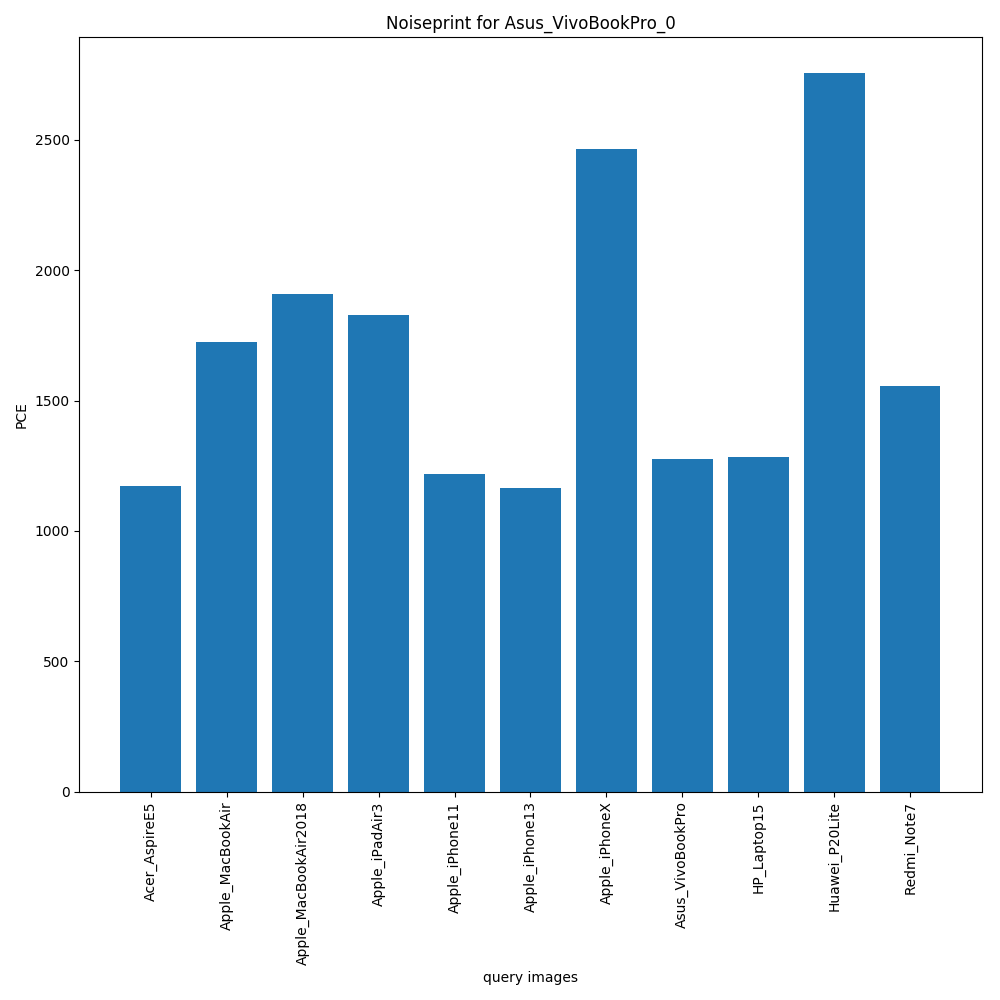 Noiseprint for Asus_VivoBookPro_0
PCE
2500
2000
1500
1000
500
0
Acer_AspireE5
Apple_MacBookAir
Apple_MacBookAir2018
Apple_iPadAir3
Apple_iPhone11
Apple_iPhone13
Apple_iPhoneX
Asus_VivoBookPro
HP_Laptop15
Huawei_P20Lite
Redmi_Note7
query images